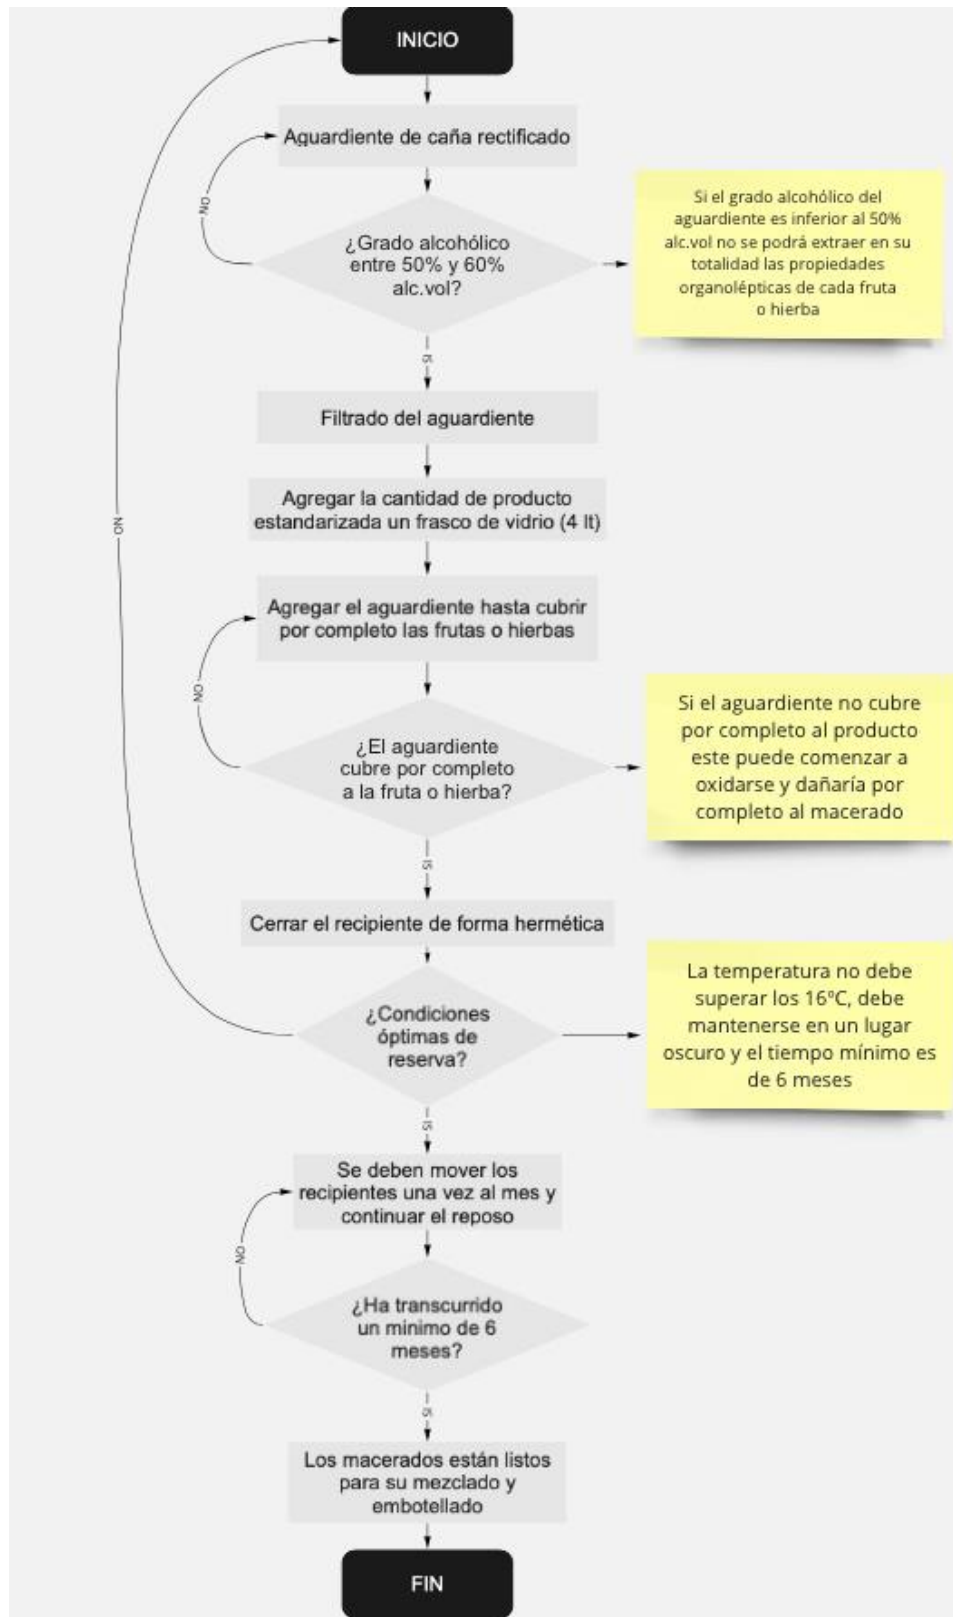 INICIO
Aguardiente de caña rectificado
NO
¿Grado alcohólico
entre 50% y 60%
alc.vol?
Si el grado alcohólico del
aguardiente es inferior al 50%
alc.vol no se podrá extraer en su
totalidad las propiedades
organolépticas de cada fruta
o hierba
SI
Filtrado del aguardiente
Agregar la cantidad de producto
estandarizada un frasco de vidrio (4 lt)
NO
Agregar el aguardiente hasta cubrir
por completo las frutas o hierbas
NO
¿El aguardiente
cubre por completo
a la fruta o hierba?
Si el aguardiente no cubre
por completo al producto
este puede comenzar a
oxidarse y dañaría por
completo al macerado
SI
Cerrar el recipiente de forma hermética
¿Condiciones
óptimas de
reserva?
La temperatura no debe
superar los 16ºC, debe
mantenerse en un lugar
oscuro y el tiempo mínimo es
de 6 meses
SI
Se deben mover los
recipientes una vez al mes y
continuar el reposo
NO
¿Ha transcurrido
un minimo de 6
meses?
SI
Los macerados están listos
para su mezclado y
embotellado
FIN